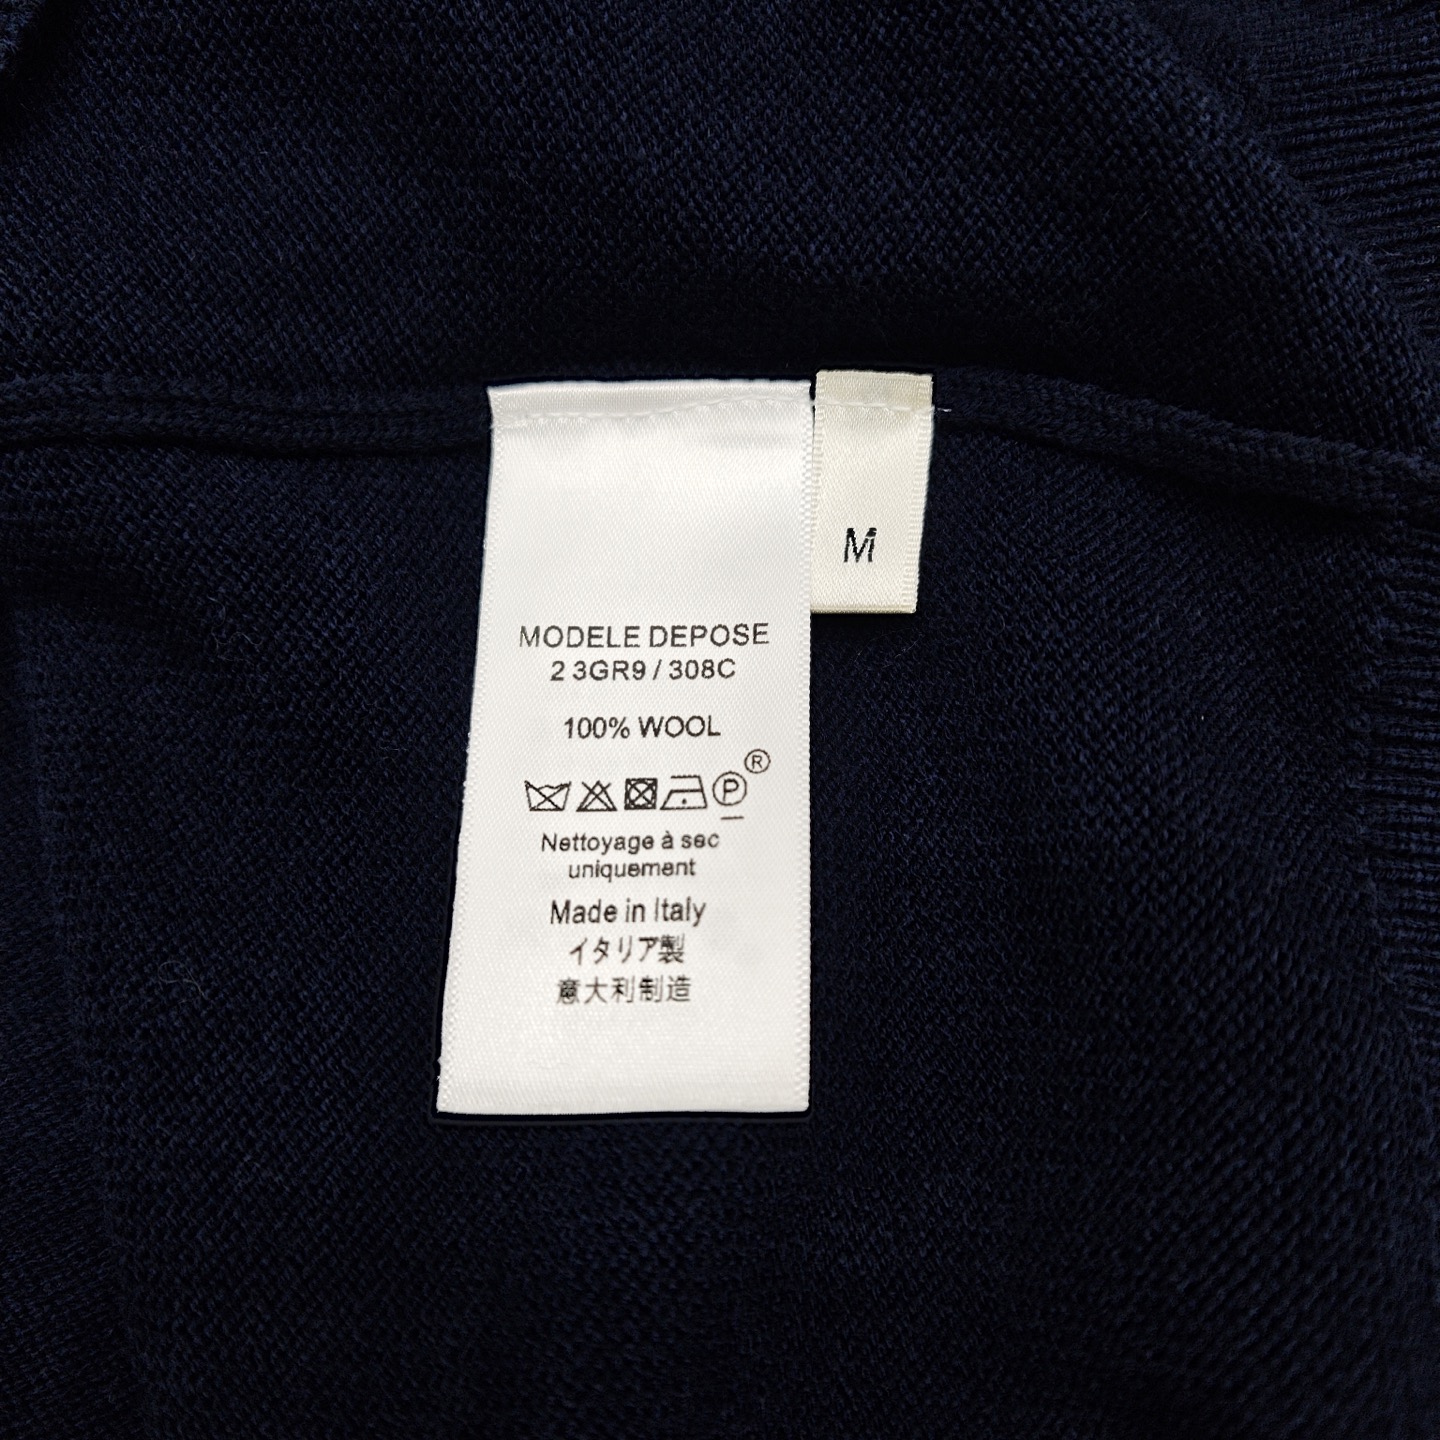 M
MODELE DEPOSE
2 3GR9 / 308C
100% WOOL
P ®
Nettoyage à sec
uniquement
Made in Italy
イタリア製
意大利制造